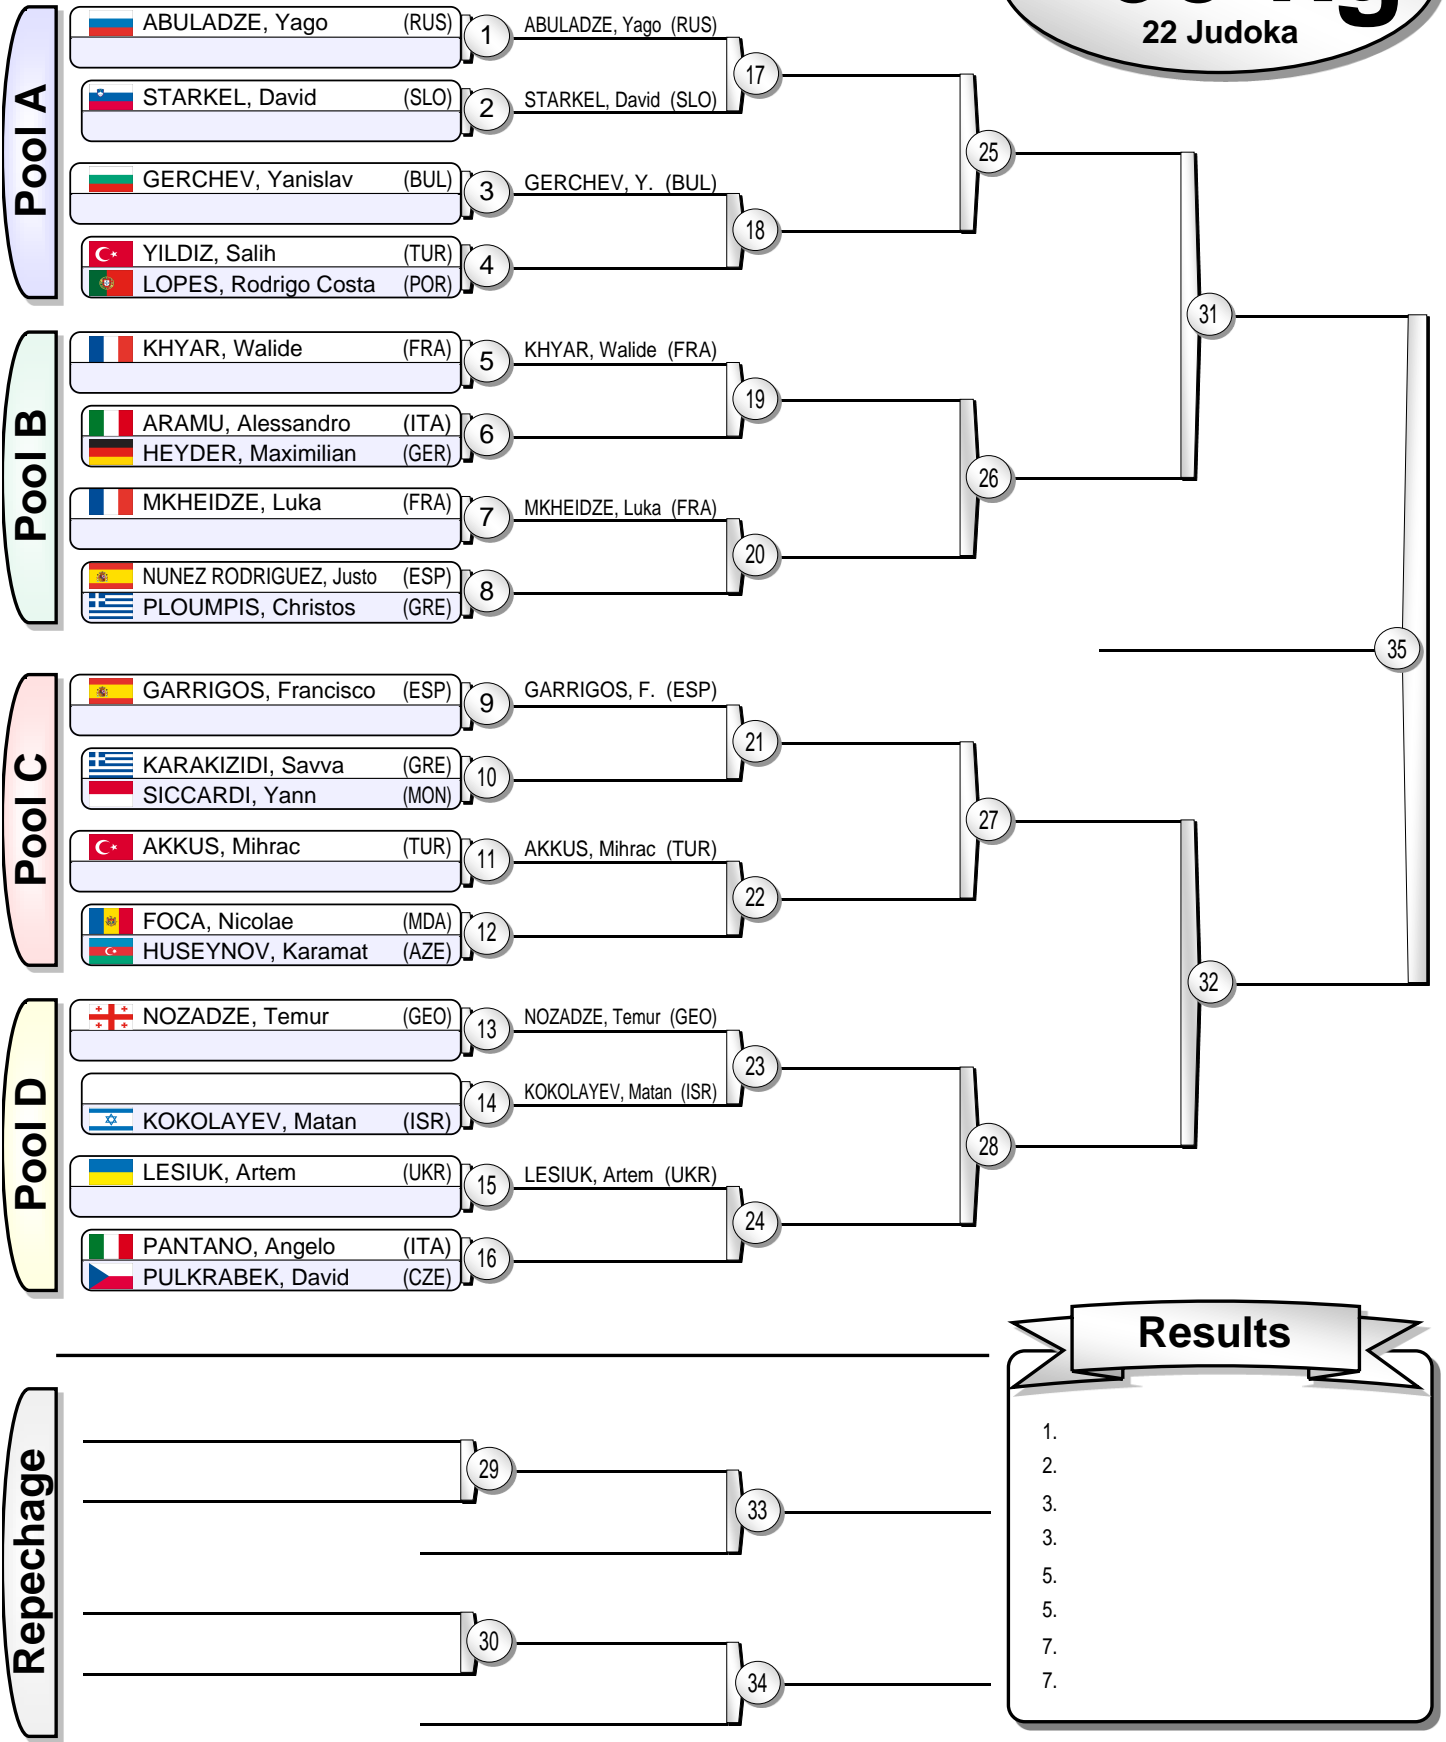 22 Judoka
Pool A
ABULADZE, Yago (RUS) 1 ABULADZE, Yago (RUS)
17
STARKEL, David (SLO) 2 STARKEL, David (SLO)
25
GERCHEV, Yanislav (BUL) 3 GERCHEV, Y. (BUL)
18
YILDIZ, Salih (TUR) 4
LOPES, Rodrigo Costa (POR)
31
Pool B
KHYAR, Walide (FRA) 5 KHYAR, Walide (FRA)
19
ARAMU, Alessandro (ITA) 6
HEYDER, Maximilian (GER)
26
MKHEIDZE, Luka (FRA) 7 MKHEIDZE, Luka (FRA)
20
NUNEZ RODRIGUEZ, Justo (ESP) 8
PLOUMPIS, Christos (GRE)
35
Pool C
GARRIGOS, Francisco (ESP) 9 GARRIGOS, F. (ESP)
21
KARAKIZIDI, Savva (GRE) 10
SICCARDI, Yann (MON)
27
AKKUS, Mihrac (TUR) 11 AKKUS, Mihrac (TUR)
22
FOCA, Nicolae (MDA) 12
HUSEYNOV, Karamat (AZE)
32
Pool D
NOZADZE, Temur (GEO) 13 NOZADZE, Temur (GEO)
23
14 KOKOLAYEV, Matan (ISR)
KOKOLAYEV, Matan (ISR)
28
LESIUK, Artem (UKR) 15 LESIUK, Artem (UKR)
24
PANTANO, Angelo (ITA) 16
PULKRABEK, David (CZE)
Repechage
29
33
30
34
Results
1.
2.
3.
3.
5.
5.
7.
7.